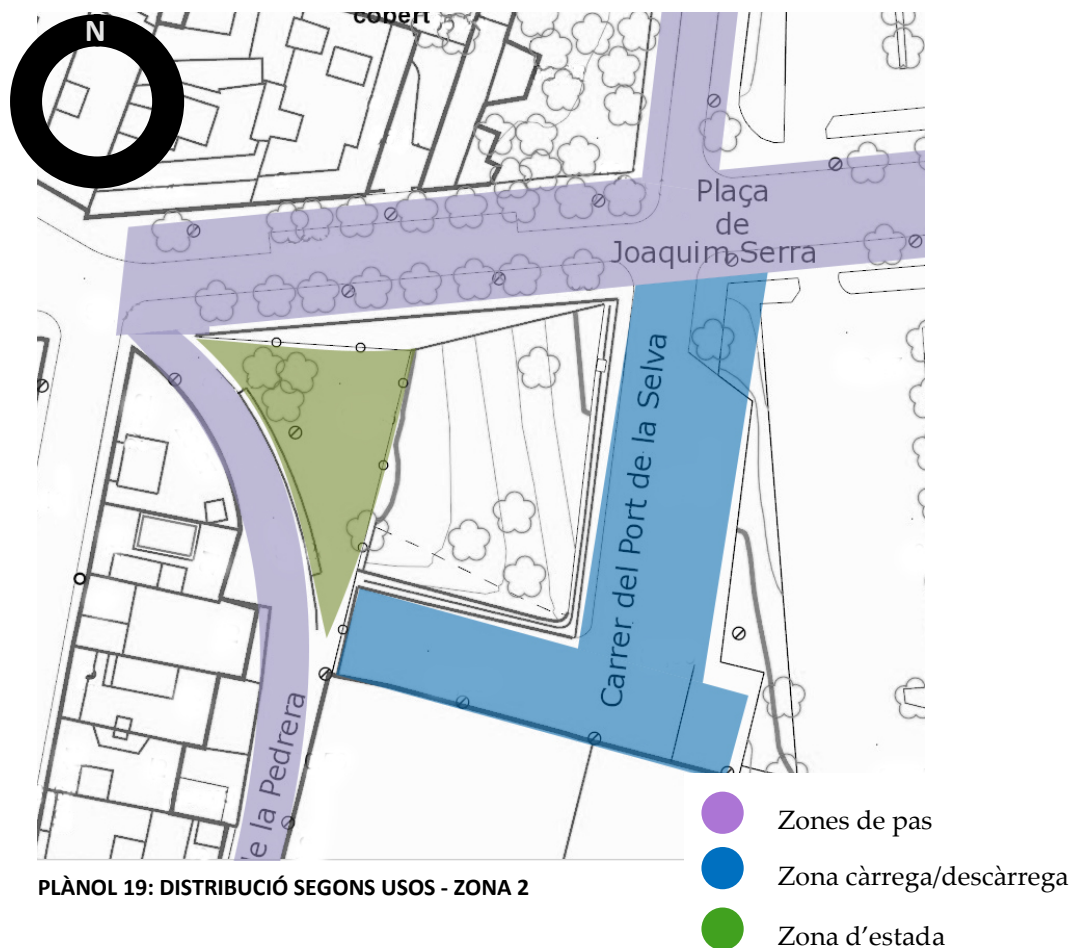 cobert
N
Plaça
de
Joaquim Serra
Carrer del Port de la Selva
de la Pedrera
Zones de pas
Zona càrrega/descàrrega
Zona d'estada
PLÀNOL 19: DISTRIBUCIÓ SEGONS USOS - ZONA 2